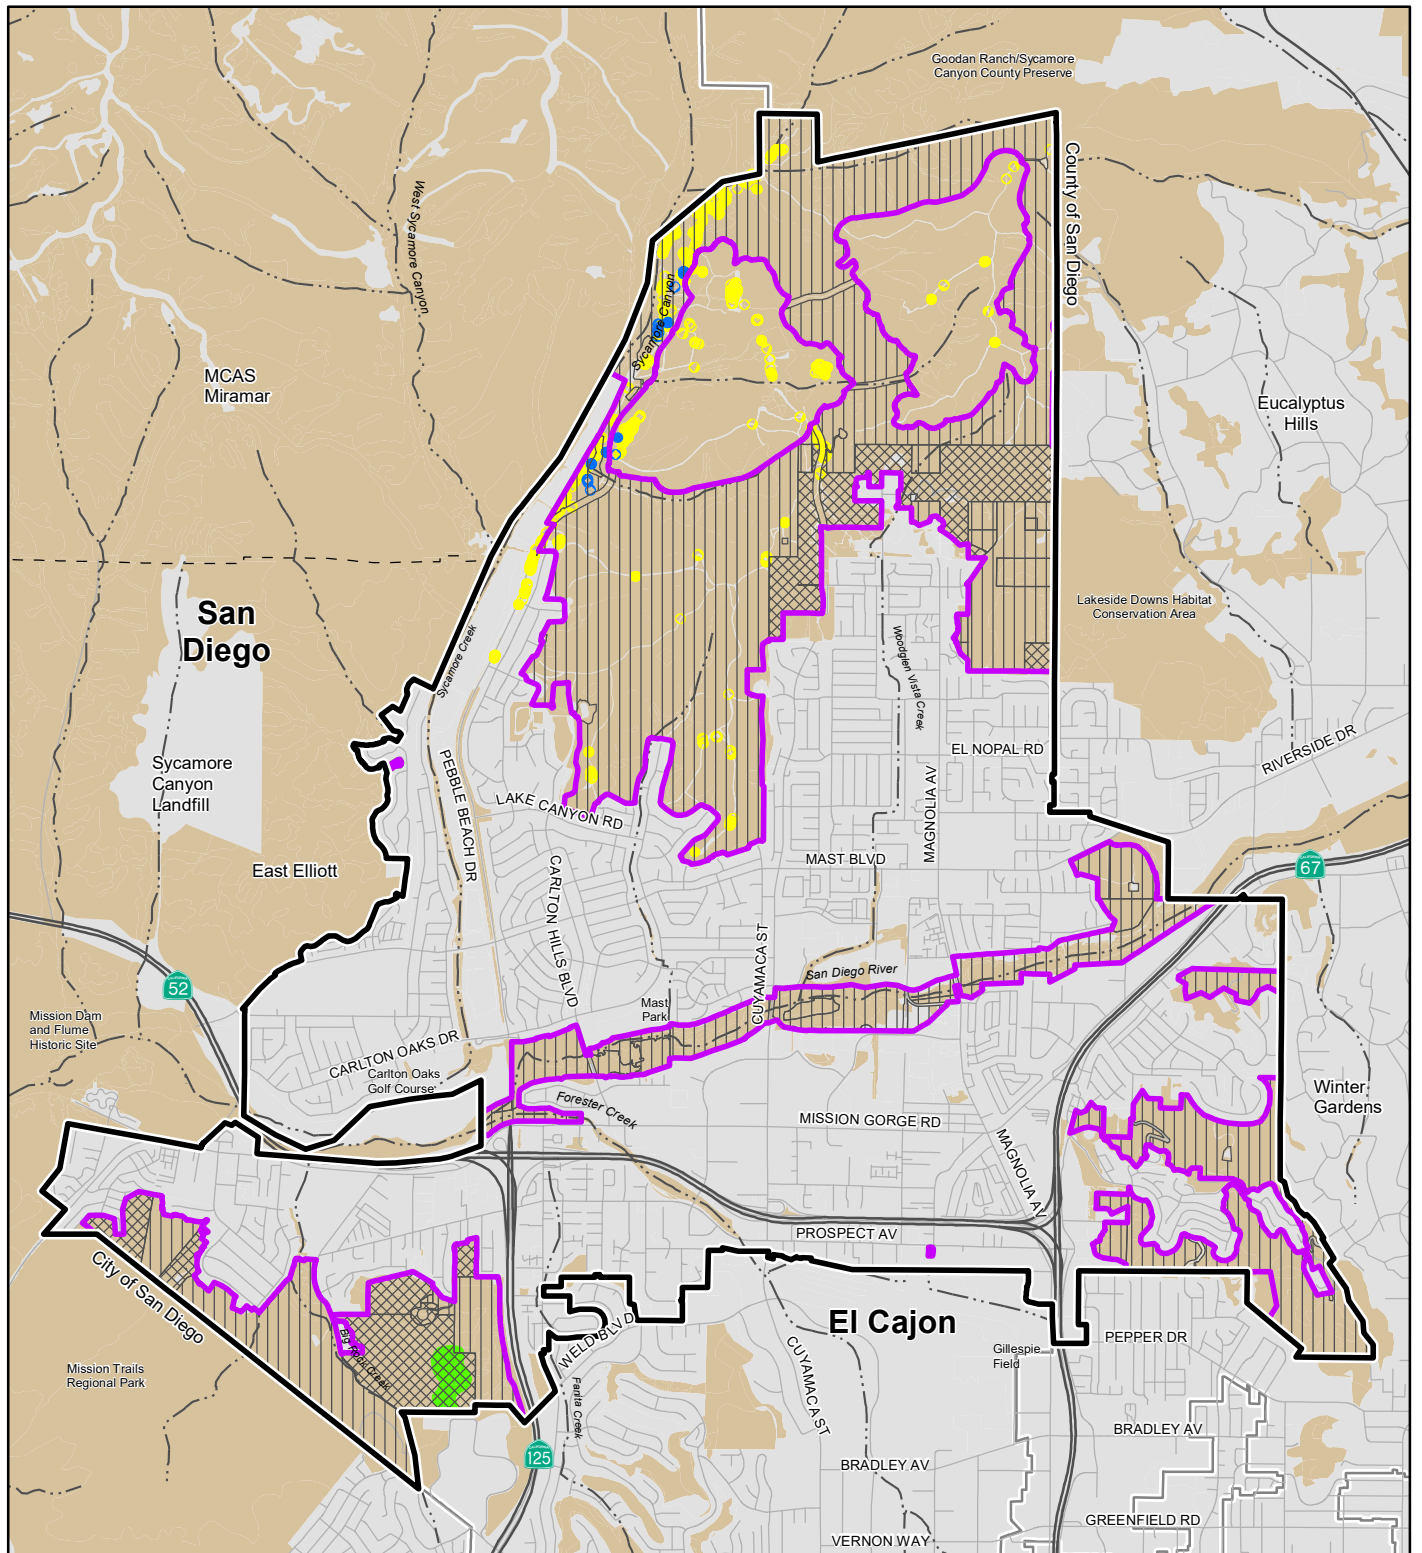 Goodan Ranch/Sycamore
Canyon County Preserve
County of San Diego
West Sycamore Canyon
Sycamore Canyon
MCAS
Miramar
Eucalyptus
Hills
San
Diego
Lakeside Downs Habitat
Conservation Area
Sycamore Creek
Woodglen Vista Creek
EL NOPAL RD
RIVERSIDE DR
Sycamore
Canyon
Landfill
PEBBLE BEACH DR
LAKE CANYON RD
MAGNOLIA AV
MAST BLVD
East Elliott
CARLTON HILLS BLVD
CALIFORNIA
67
CUYAMACA ST
San Diego River
CALIFORNIA
52
Mast
Park
Mission Dam
and Flume
Historic Site
CARLTON OAKS DR
Carlton Oaks
Golf Course
Forester Creek
MISSION GORGE RD
Winter
Gardens
MAGNOLIA AV
PROSPECT AV
City of San Diego
El Cajon
WELD BLVD
Big Rock Creek
Mission Trails
Regional Park
Gillespie
Field
PEPPER DR
CUYAMACA ST
Fanita Creek
CALIFORNIA
125
BRADLEY AV
BRADLEY AV
GREENFIELD RD
VERNON WAY